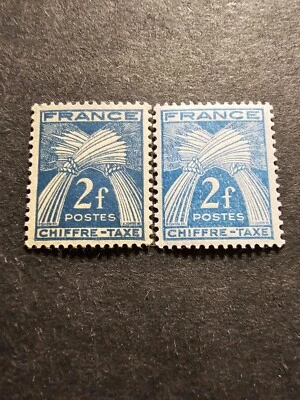 FRANCE
2f
POSTES
CHIFFRE-TAXE
FRANCE
2f
POSTES
CHIFFRE-TAXE